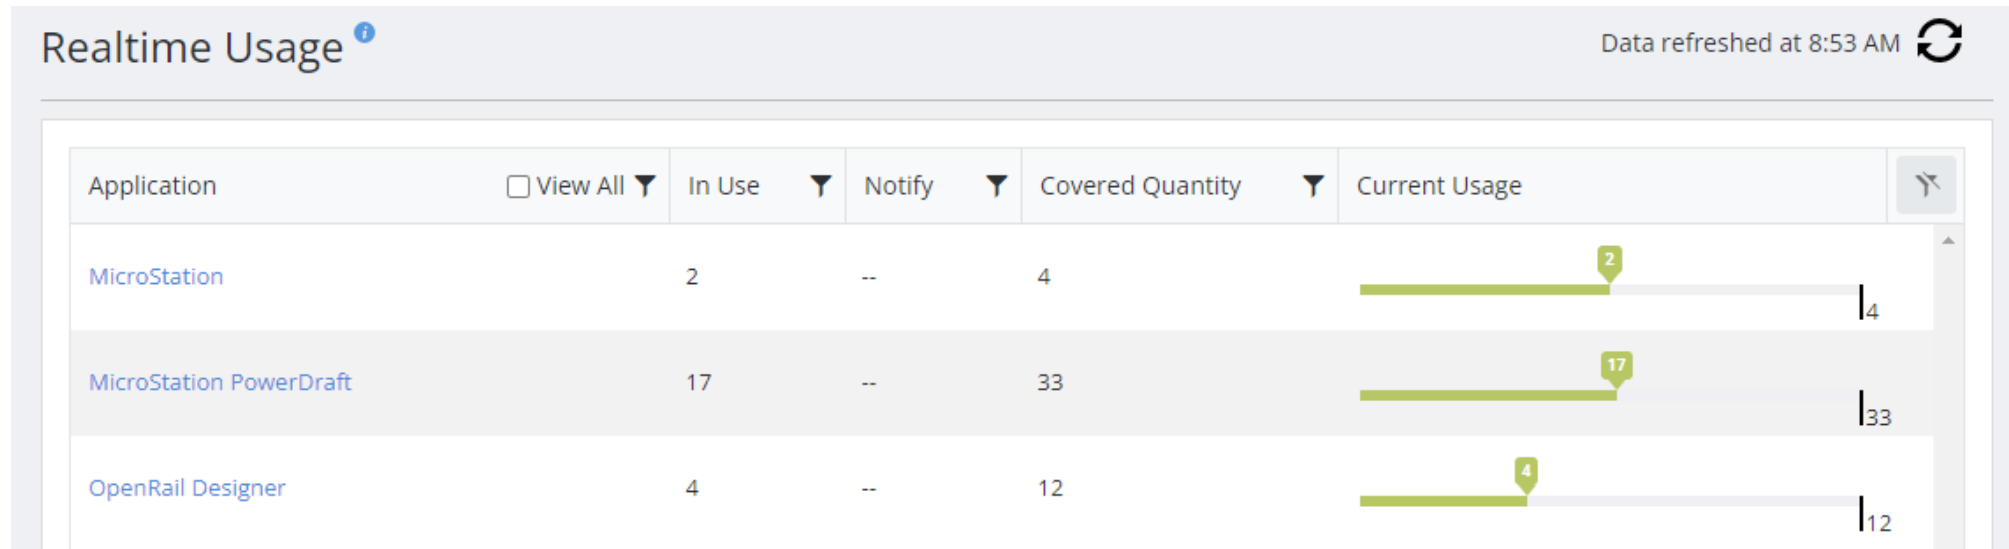 Realtime Usage
Data refreshed at 8:53 AM
Application View All In Use Notify Covered Quantity Current Usage
MicroStation 2 -- 4 2 4
MicroStation PowerDraft 17 -- 33 17 33
OpenRail Designer 4 -- 12 4 12